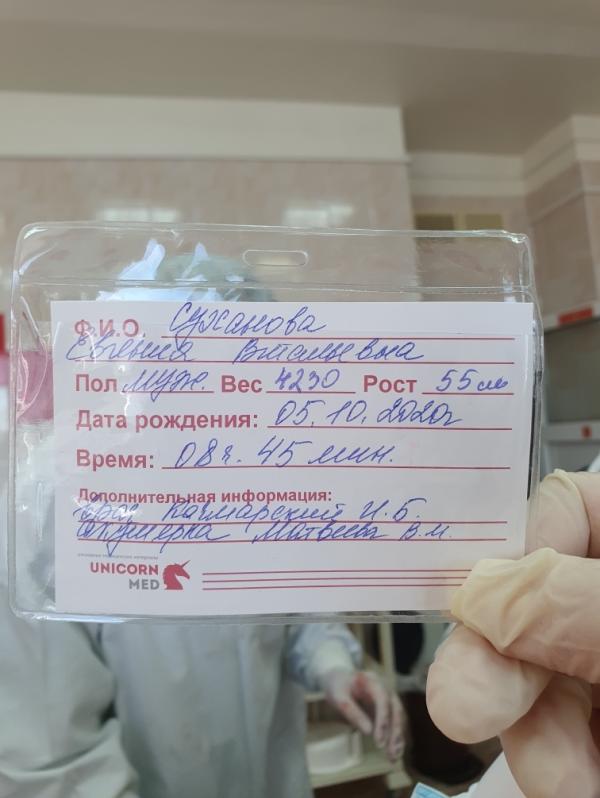 Ф.И.О. Суханова
Евгения Витальевна
Пол муж. Вес 4230 Рост 55 см
Дата рождения: 05.10.2020г
Время: 08ч. 45 мин.
Дополнительная информация:
Врач Качмарский И.Б.
Акушерка Матвеева В.М.
UNICORN
MED